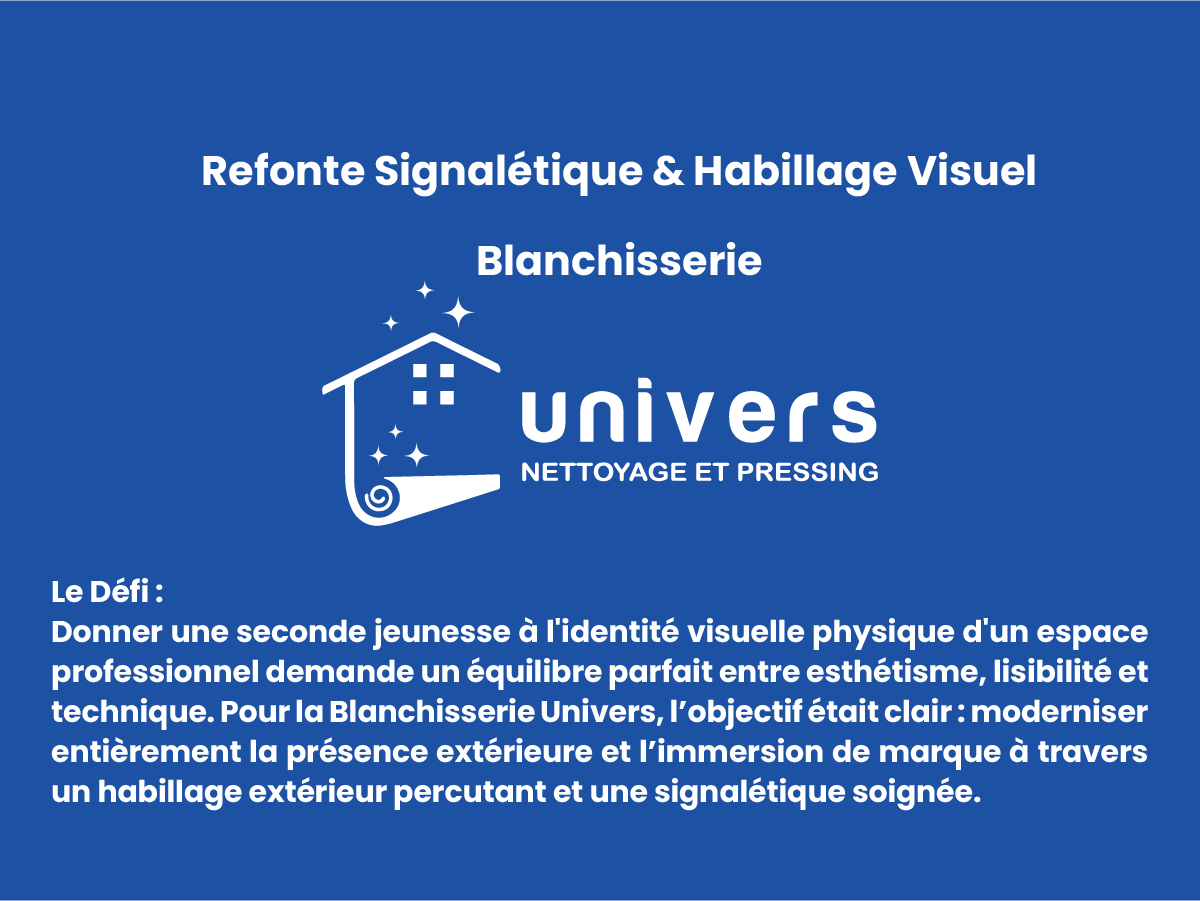 Refonte Signalétique & Habillage Visuel
Blanchisserie
univers
NETTOYAGE ET PRESSING
Le Défi :
Donner une seconde jeunesse à l'identité visuelle physique d'un espace
professionnel demande un équilibre parfait entre esthétisme, lisibilité et
technique. Pour la Blanchisserie Univers, l’objectif était clair : moderniser
entièrement la présence extérieure et l’immersion de marque à travers
un habillage extérieur percutant et une signalétique soignée.